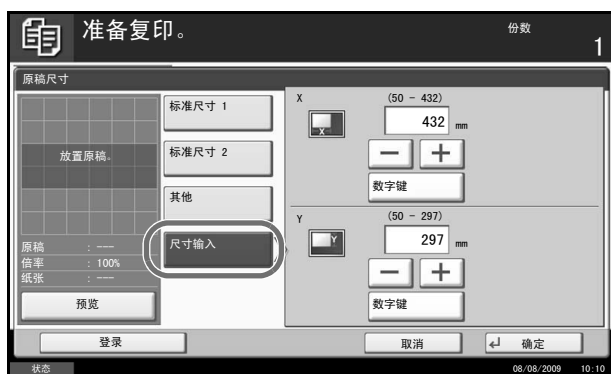 准备复印。
份数
1
原稿尺寸
放置原稿。
原稿 : ---
倍率 : 100%
纸张 : ---
预览
标准尺寸 1
标准尺寸 2
其他
尺寸输入
X
(50 - 432)
X
432 mm
数字键
Y
(50 - 297)
Y
297 mm
数字键
登录
取消
确定
状态
08/08/2009 10:10